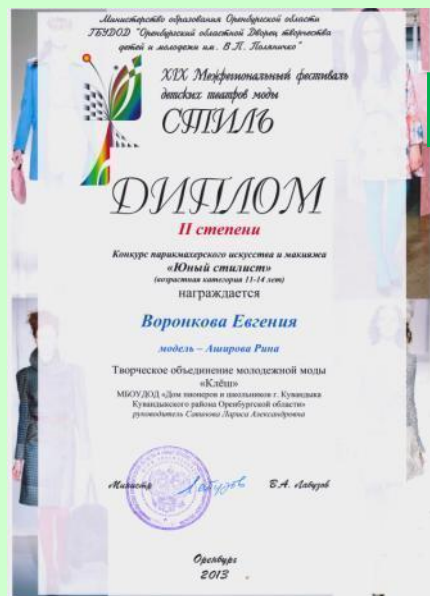 Министерство образования Оренбургской области
ГБУДОД "Оренбургский областной Дворец творчества
детей и молодежи им. В.П. Поляничко"
XIX Межрегиональный фестиваль
детских театров моды
СТИЛЬ
ДИПЛОМ
II степени
Конкурс парикмахерского искусства и макияжа
«Юный стилист»
(возрастная категория 11-14 лет)
награждается
Воронкова Евгения
модель – Аширова Рина
Творческое объединение молодежной моды
«Клёш»
МБОУДОД «Дом пионеров и школьников г. Кувандыка
Кувандыкского района Оренбургской области»
руководитель Лариса Александровна
Министр В.А. Лабузов
Оренбург
2013